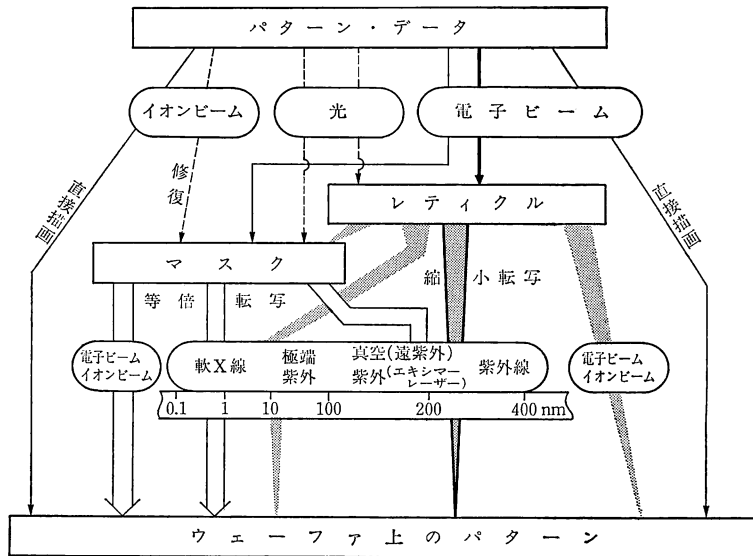 パターン・データ
イオンビーム
光
電子ビーム
修復
直接描画
直接描画
レティクル
マスク
縮小転写
等倍転写
電子ビーム
イオンビーム
軟X線
極端
紫外
真空(遠紫外)
紫外(エキシマーレーザー)
紫外線
電子ビーム
イオンビーム
0.1 1 10 100 200 400 nm
ウェーファ上のパターン